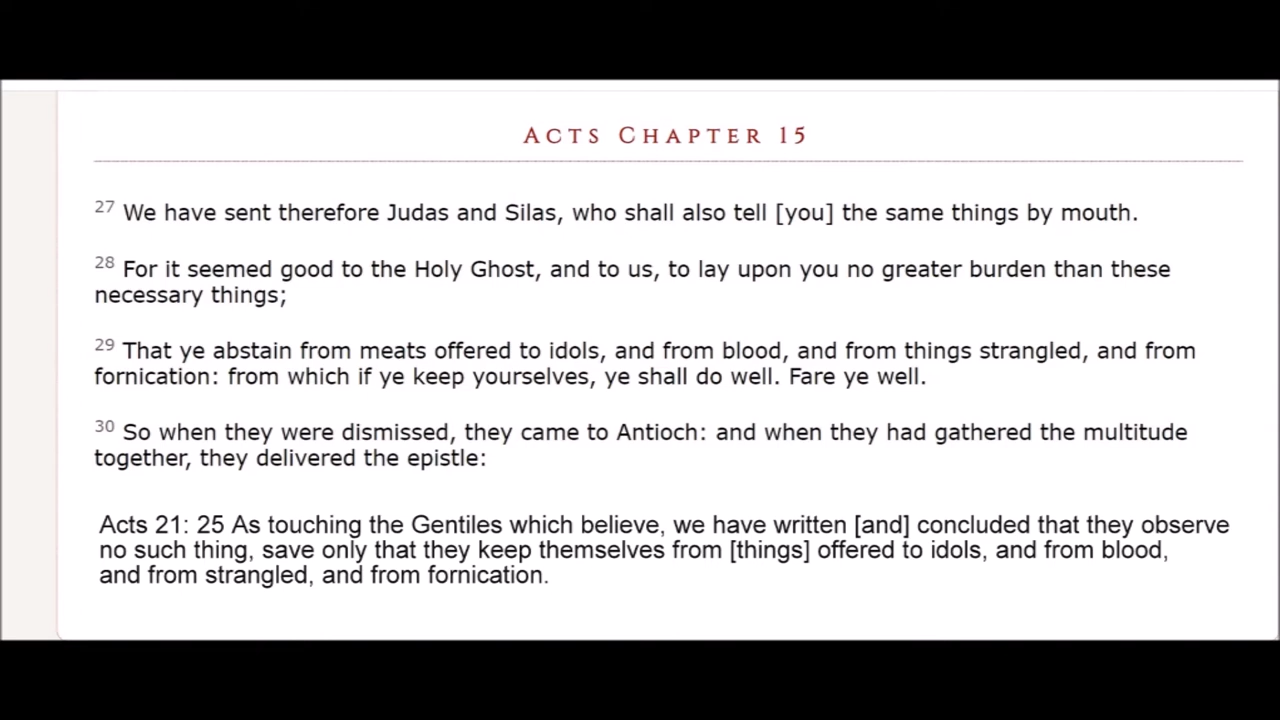 Acts Chapter 15
27 We have sent therefore Judas and Silas, who shall also tell [you] the same things by mouth.
28 For it seemed good to the Holy Ghost, and to us, to lay upon you no greater burden than these
necessary things;
29 That ye abstain from meats offered to idols, and from blood, and from things strangled, and from
fornication: from which if ye keep yourselves, ye shall do well. Fare ye well.
30 So when they were dismissed, they came to Antioch: and when they had gathered the multitude
together, they delivered the epistle:
Acts 21: 25 As touching the Gentiles which believe, we have written [and] concluded that they observe
no such thing, save only that they keep themselves from [things] offered to idols, and from blood,
and from strangled, and from fornication.